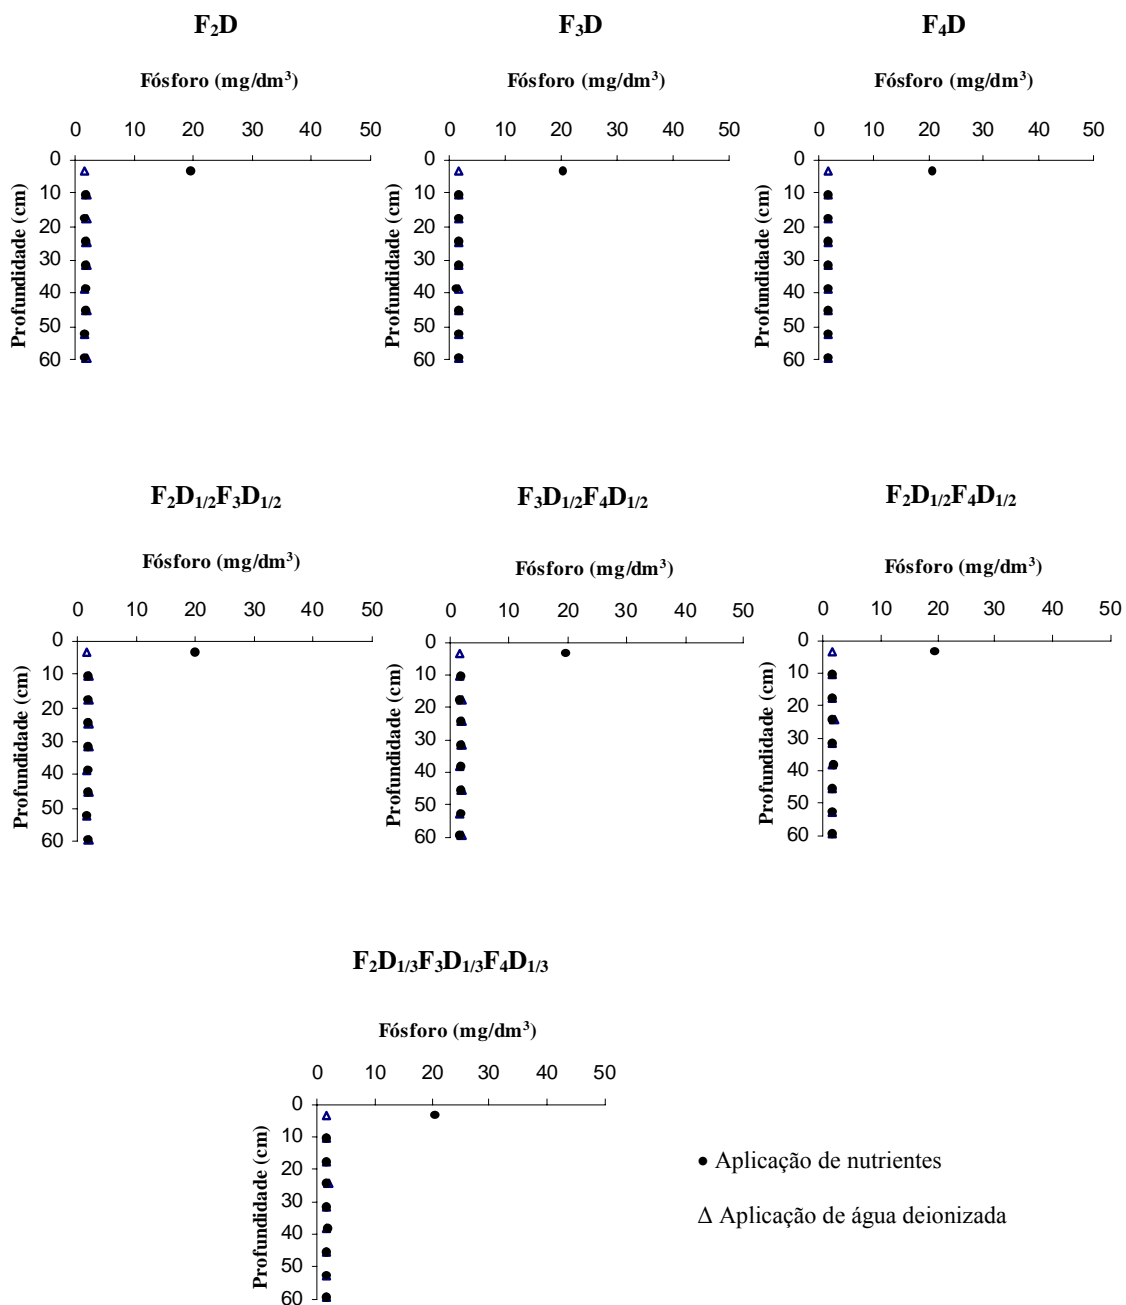 F₂D F₃D F₄D
Fósforo (mg/dm³) Fósforo (mg/dm³) Fósforo (mg/dm³)
0 10 20 30 40 50 0 10 20 30 40 50 0 10 20 30 40 50
Profundidade (cm) Profundidade (cm) Profundidade (cm)
0 0 0
10 10 10
20 20 20
30 30 30
40 40 40
50 50 50
60 60 60
F₂D₁/₂F₃D₁/₂ F₃D₁/₂F₄D₁/₂ F₂D₁/₂F₄D₁/₂
Fósforo (mg/dm³) Fósforo (mg/dm³) Fósforo (mg/dm³)
0 10 20 30 40 50 0 10 20 30 40 50 0 10 20 30 40 50
Profundidade (cm) Profundidade (cm) Profundidade (cm)
0 0 0
10 10 10
20 20 20
30 30 30
40 40 40
50 50 50
60 60 60
F₂D₁/₃F₃D₁/₃F₄D₁/₃
Fósforo (mg/dm³)
0 10 20 30 40 50
Profundidade (cm)
0
10
20
30
40
50
60
• Aplicação de nutrientes
Δ Aplicação de água deionizada